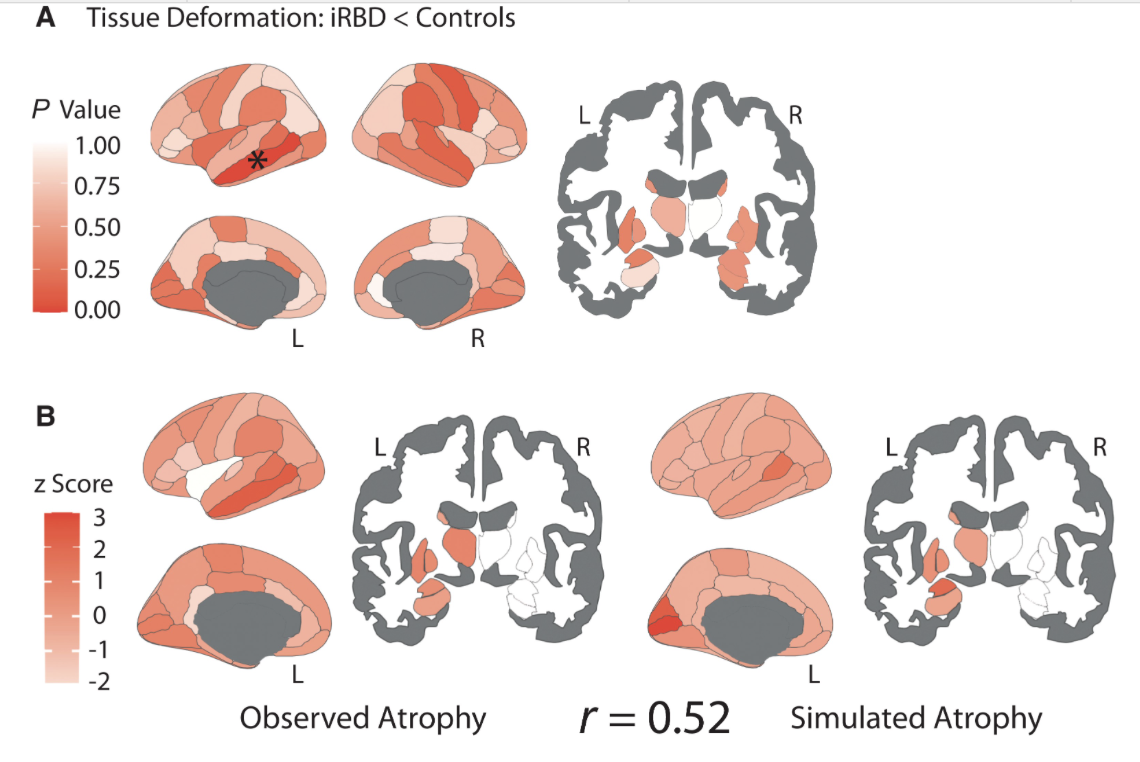 A Tissue Deformation: iRBD < Controls
P Value
1.00
0.75
0.50
0.25
0.00
*
L
R
L
R
B
z Score
3
2
1
0
-1
-2
L
R
L
L
R
L
Observed Atrophy
r = 0.52
Simulated Atrophy